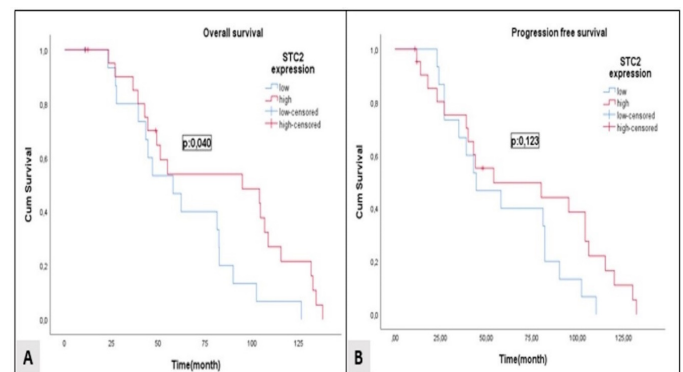 Overall survival
STC2
expression
low
high
low-censored
high-censored
p:0,040
Cum Survival
1,0
0,8
0,6
0,4
0,2
0,0
0
25
50
75
100
125
Time(month)
A
Progression free survival
STC2
expression
low
high
low-censored
high-censored
p:0,123
Cum Survival
1,0
0,8
0,6
0,4
0,2
0,0
,00
25,00
50,00
75,00
100,00
125,00
Time(month)
B